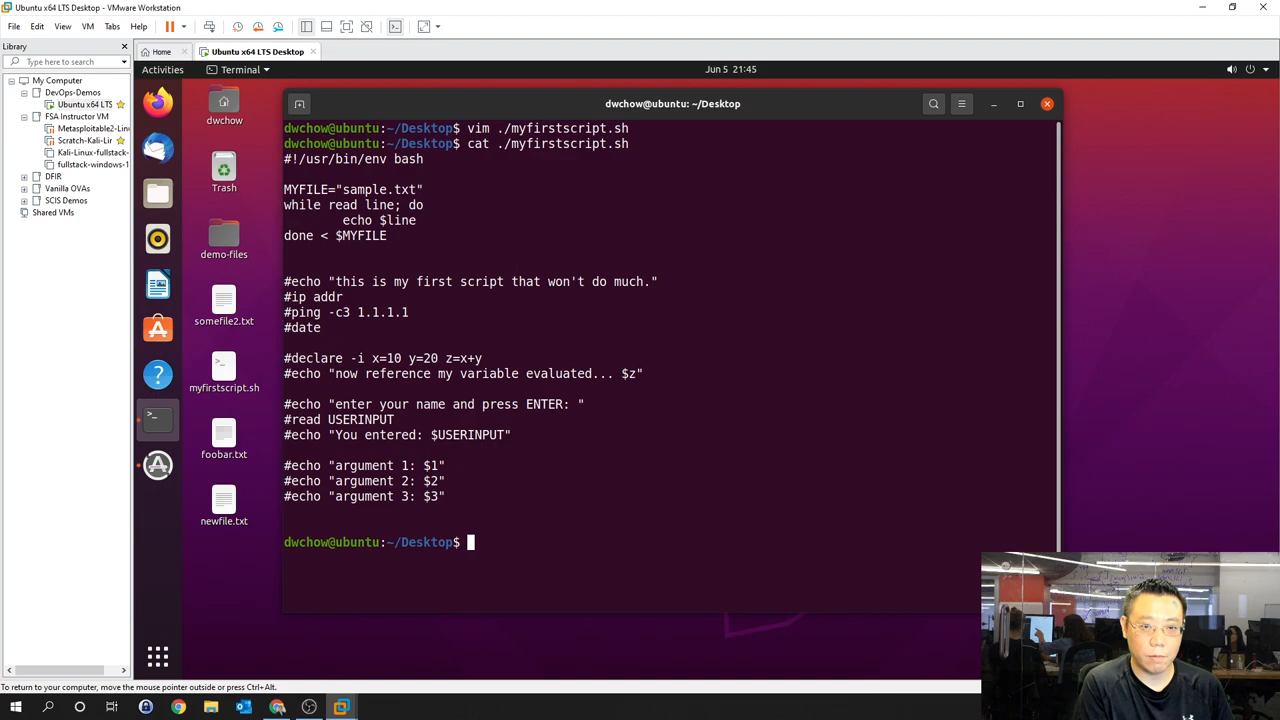 Ubuntu x64 LTS Desktop - VMware Workstation
File Edit View VM Tabs Help
Library
Type here to search
My Computer
DevOps-Demos
Ubuntu x64 LTS
FSA Instructor VM
Metasploitable2-Lin
Scratch-Kali-Lir
Kali-Linux-fullstack-
fullstack-windows-1
DFIR
Vanilla OVAs
SCIS Demos
Shared VMs
Home
Ubuntu x64 LTS Desktop
Activities
Terminal
Jun 5 21:45
dwchow
Trash
demo-files
somefile2.txt
myfirstscript.sh
foobar.txt
newfile.txt
dwchow@ubuntu: ~/Desktop
dwchow@ubuntu:~/Desktop$ vim ./myfirstscript.sh
dwchow@ubuntu:~/Desktop$ cat ./myfirstscript.sh
#!/usr/bin/env bash
MYFILE="sample.txt"
while read line; do
echo $line
done < $MYFILE
#echo "this is my first script that won't do much."
#ip addr
#ping -c3 1.1.1.1
#date
#declare -i x=10 y=20 z=x+y
#echo "now reference my variable evaluated... $z"
#echo "enter your name and press ENTER: "
#read USERINPUT
#echo "You entered: $USERINPUT"
#echo "argument 1: $1"
#echo "argument 2: $2"
#echo "argument 3: $3"
dwchow@ubuntu:~/Desktop$
To return to your computer, move the mouse pointer outside or press Ctrl+Alt.